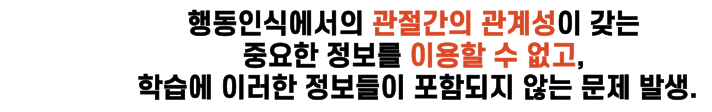 행동인식에서의 관절간의 관계성이 갖는
중요한 정보를 이용할 수 없고,
학습에 이러한 정보들이 포함되지 않는 문제 발생.